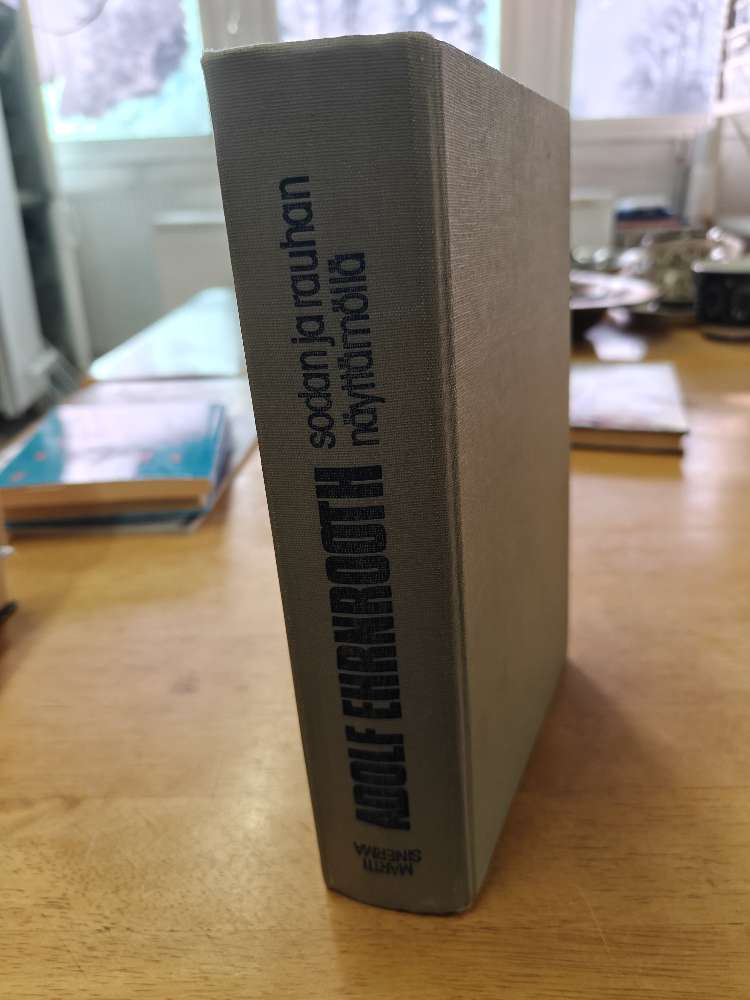 MARTTI
SINERMA
ADOLF EHRNROOTH
sodan ja rauhan
näyttämöllä